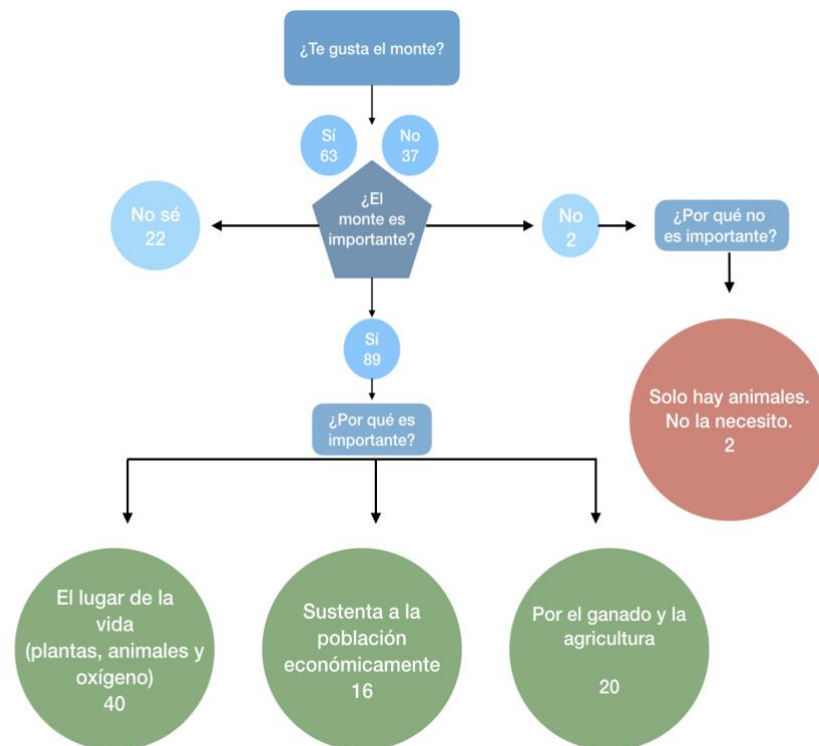 ¿Te gusta el monte?
Sí
63
No
37
¿El
monte es
importante?
No sé
22
No
2
¿Por qué no
es importante?
Sí
89
¿Por qué es
importante?
Solo hay animales.
No la necesito.
2
El lugar de la
vida
(plantas, animales y
oxígeno)
40
Sustenta a la
población
económicamente
16
Por el ganado y la
agricultura
20